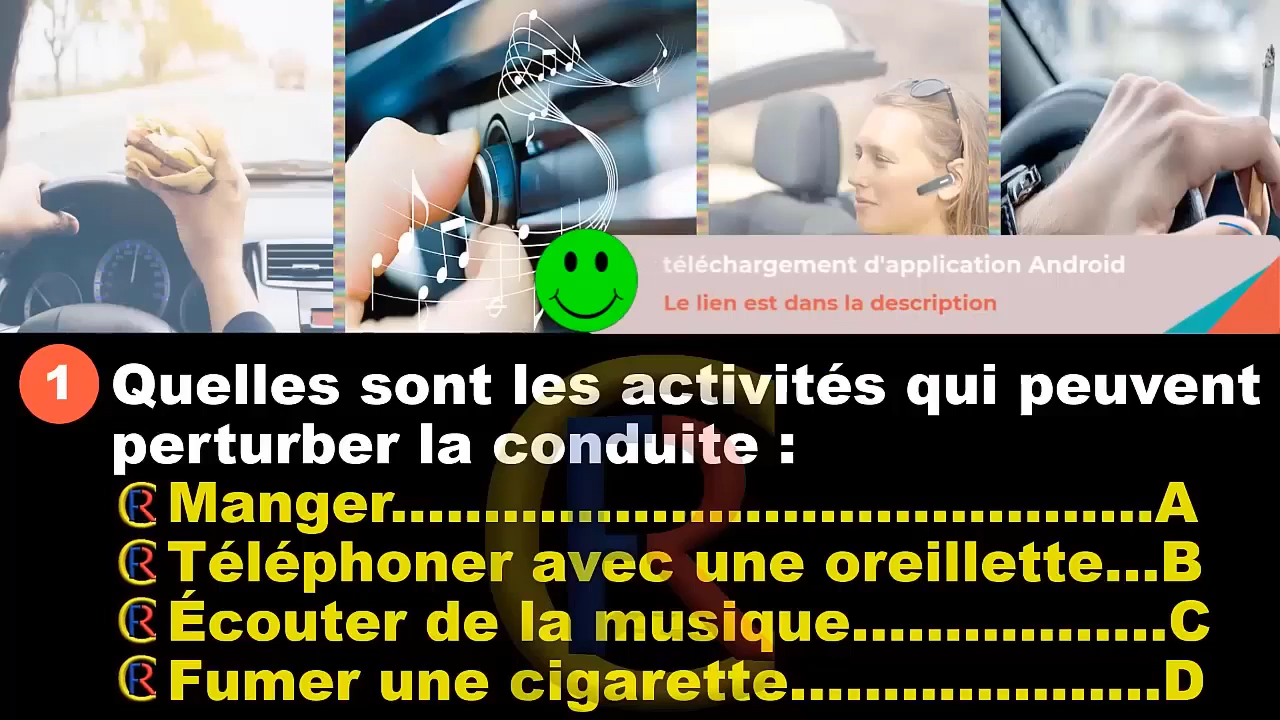 téléchargement d'application Android
Le lien est dans la description
1 Quelles sont les activités qui peuvent
perturber la conduite :
Manger.........................................A
Téléphoner avec une oreillette...B
Écouter de la musique.................C
Fumer une cigarette....................D